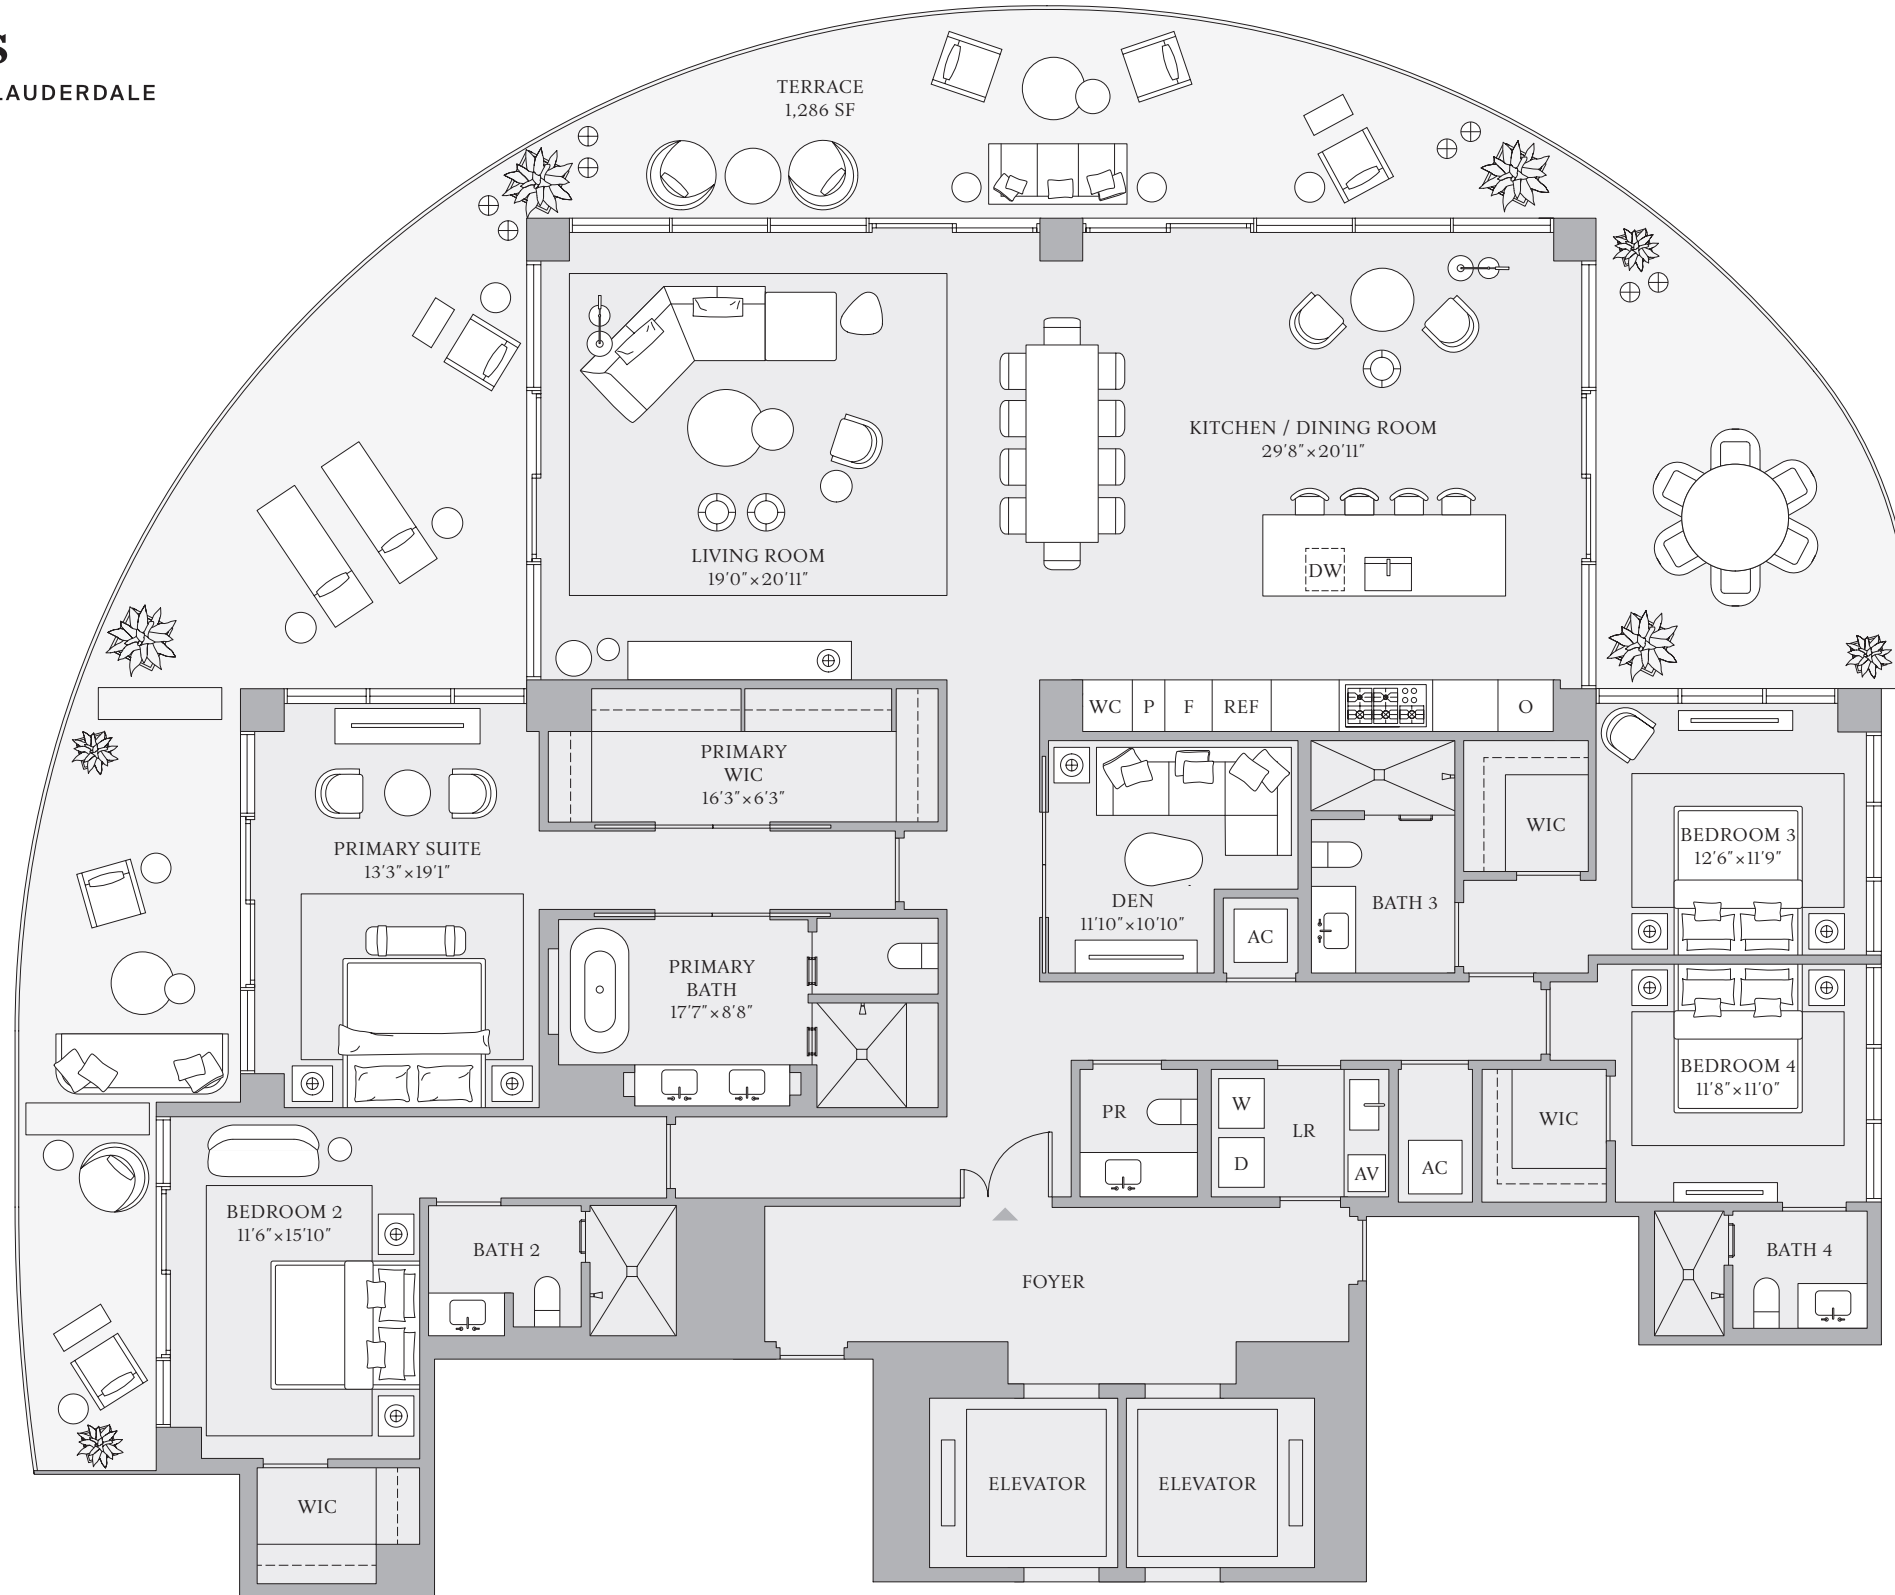 LAUDERDALE
TERRACE
1,286 SF
LIVING ROOM
19'0"×20'11"
KITCHEN / DINING ROOM
29'8"×20'11"
DW
WC
P
F
REF
O
PRIMARY
WIC
16'3"×6'3"
PRIMARY SUITE
13'3"×19'1"
PRIMARY
BATH
17'7"×8'8"
DEN
11'10"×10'10"
AC
BATH 3
WIC
BEDROOM 3
12'6"×11'9"
BEDROOM 4
11'8"×11'0"
PR
W
D
LR
AV
AC
WIC
BEDROOM 2
11'6"×15'10"
BATH 2
FOYER
BATH 4
ELEVATOR
ELEVATOR
WIC